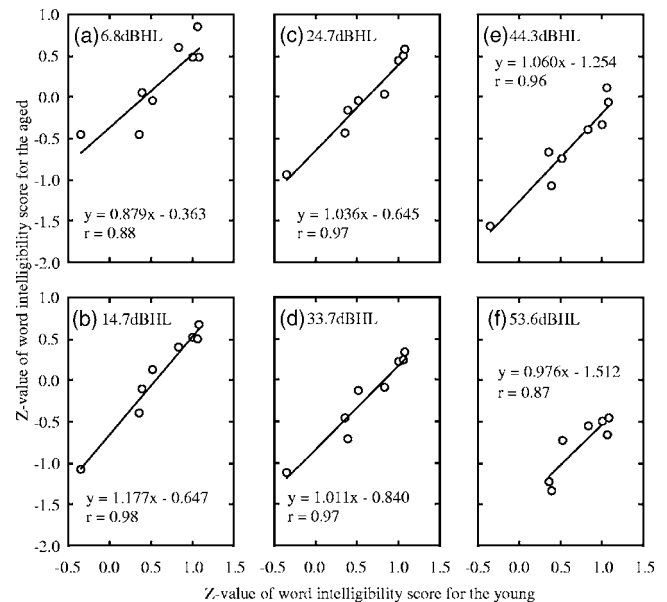 Z-value of word intelligibility score for the aged
1.0
0.5
0.0
-0.5
-1.0
-1.5
-2.0
(a) 6.8dBHL
y = 0.879x - 0.363
r = 0.88
(c) 24.7dBHL
y = 1.036x - 0.645
r = 0.97
(e) 44.3dBHL
y = 1.060x - 1.254
r = 0.96
1.0
0.5
0.0
-0.5
-1.0
-1.5
-2.0
(b) 14.7dBHL
y = 1.177x - 0.647
r = 0.98
(d) 33.7dBHL
y = 1.011x - 0.840
r = 0.97
(f) 53.6dBHL
y = 0.976x - 1.512
r = 0.87
-0.5 0.0 0.5 1.0 1.5 -0.5 0.0 0.5 1.0 1.5 -0.5 0.0 0.5 1.0 1.5
Z-value of word intelligibility score for the young